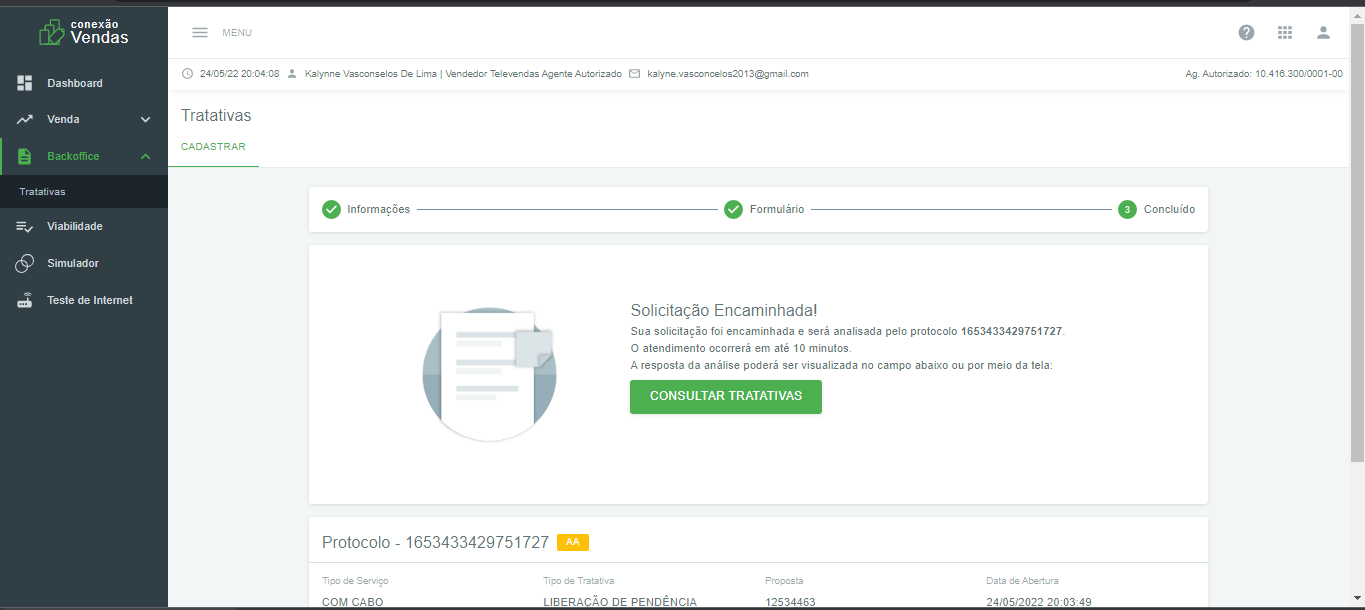 conexão
Vendas
MENU
24/05/22 20:04:08 Kalynne Vasconselos De Lima | Vendedor Televendas Agente Autorizado kalyne.vasconcelos2013@gmail.com Ag. Autorizado: 10.416.300/0001-00
Dashboard
Venda
Backoffice
Tratativas
Viabilidade
Simulador
Teste de Internet
Tratativas
CADASTRAR
Informações Formulário 3 Concluído
Solicitação Encaminhada!
Sua solicitação foi encaminhada e será analisada pelo protocolo 1653433429751727.
O atendimento ocorrerá em até 10 minutos.
A resposta da análise poderá ser visualizada no campo abaixo ou por meio da tela:
CONSULTAR TRATATIVAS
Protocolo - 1653433429751727 AA
Tipo de Serviço Tipo de Tratativa Proposta Data de Abertura
COM CABO LIBERAÇÃO DE PENDÊNCIA 12534463 24/05/2022 20:03:49